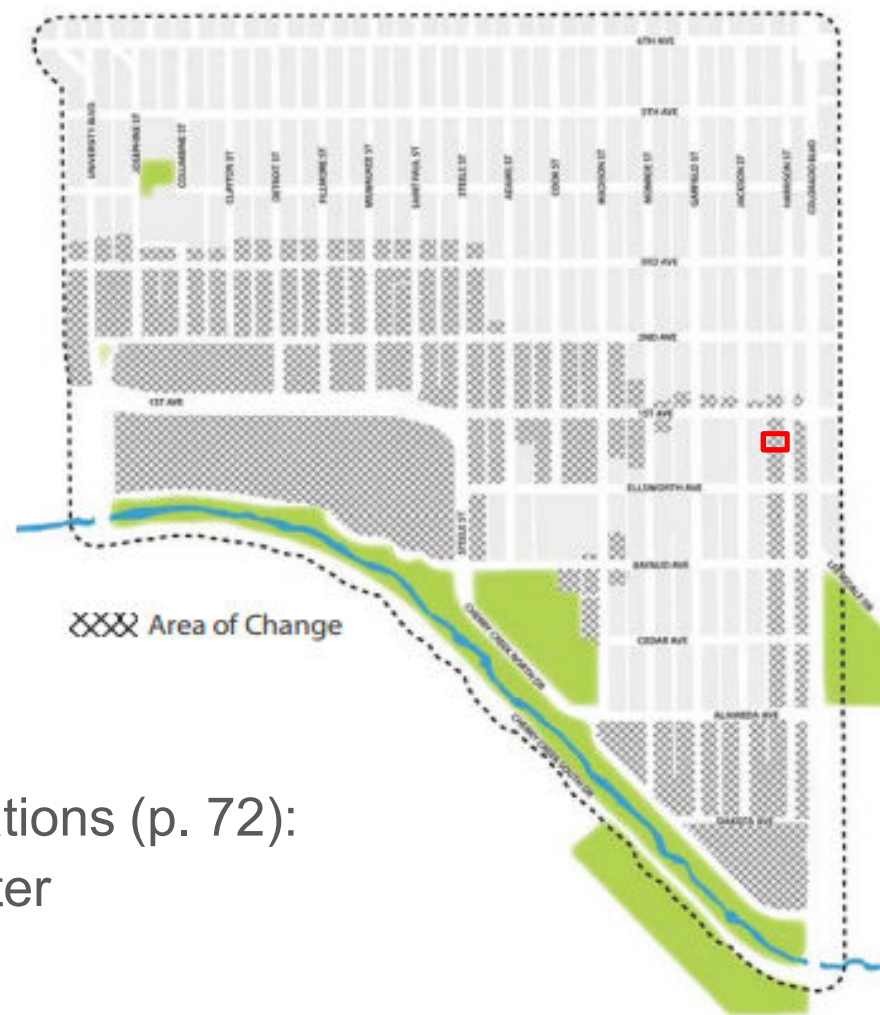 6TH AVE
5TH AVE
UNIVERSITY BLVD
JOSEPHINE ST
COLUMBINE ST
CLAYTON ST
DETROIT ST
FILLMORE ST
MILWAUKEE ST
SAINT PAUL ST
STEELE ST
ADAMS ST
COOK ST
MADISON ST
MONROE ST
GARFIELD ST
JACKSON ST
HARRISON ST
COLORADO BLVD
3RD AVE
2ND AVE
1ST AVE
1ST AVE
ELLSWORTH AVE
STEELE ST
BAYAUD AVE
LEETSDALE DR
Area of Change
CHERRY CREEK NORTH DR
CEDAR AVE
ALAMEDA AVE
CHERRY CREEK SOUTH DR
DAKOTA AVE
tions (p. 72):
ter